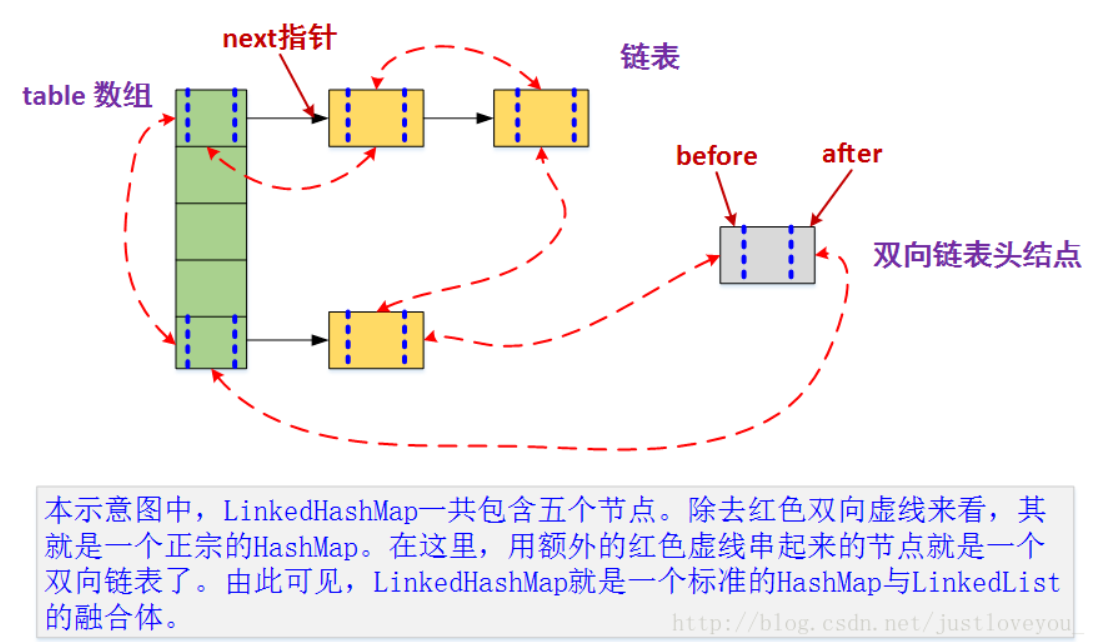 next指针
链表
table 数组
before
after
双向链表头结点
本示意图中，LinkedHashMap一共包含五个节点。除去红色双向虚线来看，其
就是一个正宗的HashMap。在这里，用额外的红色虚线串起来的节点就是一个
双向链表了。由此可见，LinkedHashMap就是一个标准的HashMap与LinkedList
的融合体。
http://blog.csdn.net/justloveyou_